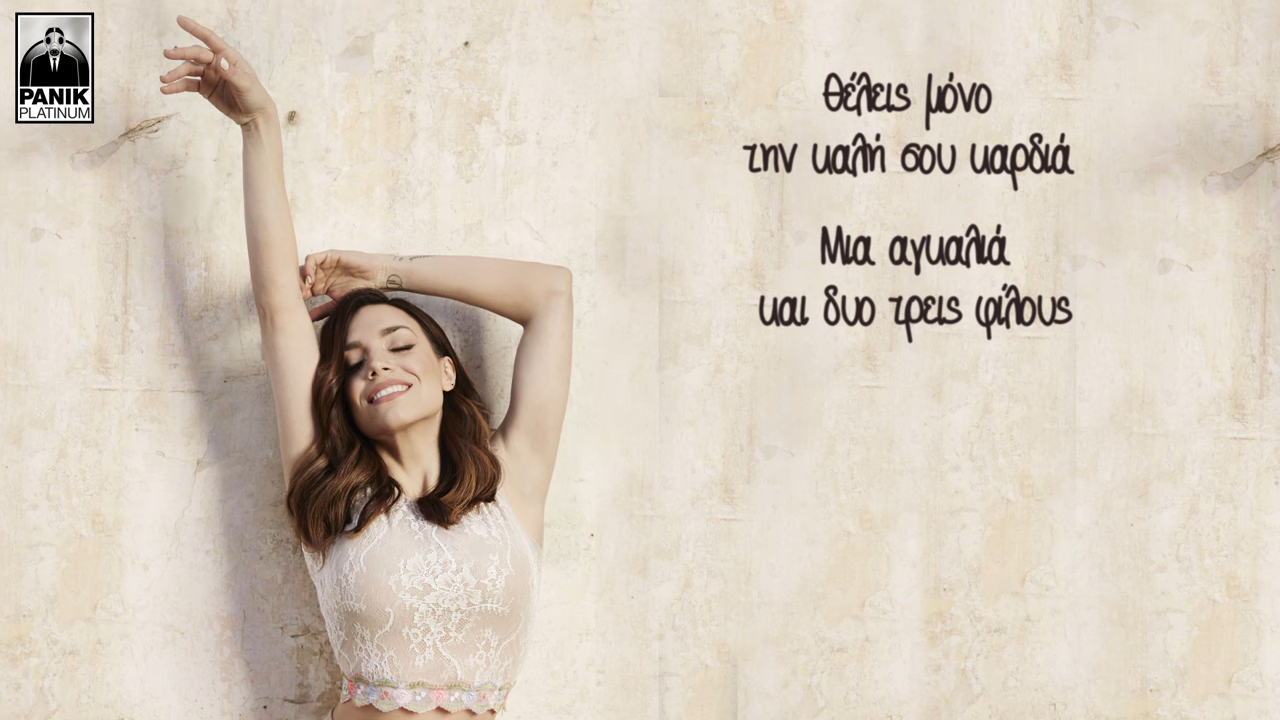 PANIK
PLATINUM
θέλεις μόνο
την καλή σου καρδιά
Μια αγκαλιά
και δυο τρεις φίλους